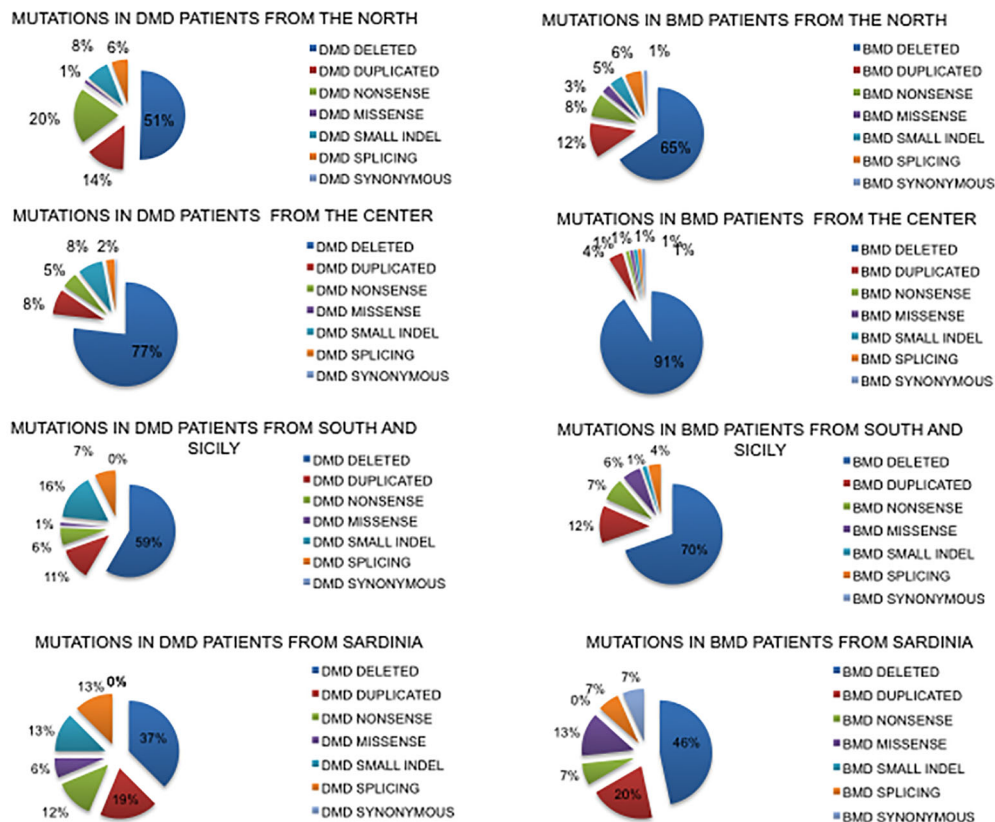 MUTATIONS IN DMD PATIENTS FROM THE NORTH
8% 6%
1%
20%
51%
14%
DMD DELETED
DMD DUPLICATED
DMD NONSENSE
DMD MISSENSE
DMD SMALL INDEL
DMD SPLICING
DMD SYNONYMOUS
MUTATIONS IN BMD PATIENTS FROM THE NORTH
6% 1%
5%
3%
8%
12%
65%
BMD DELETED
BMD DUPLICATED
BMD NONSENSE
BMD MISSENSE
BMD SMALL INDEL
BMD SPLICING
BMD SYNONYMOUS
MUTATIONS IN DMD PATIENTS FROM THE CENTER
8% 2%
5%
8%
77%
DMD DELETED
DMD DUPLICATED
DMD NONSENSE
DMD MISSENSE
DMD SMALL INDEL
DMD SPLICING
DMD SYNONYMOUS
MUTATIONS IN BMD PATIENTS FROM THE CENTER
4% 1% 1% 1% 1% 1%
91%
BMD DELETED
BMD DUPLICATED
BMD NONSENSE
BMD MISSENSE
BMD SMALL INDEL
BMD SPLICING
BMD SYNONYMOUS
MUTATIONS IN DMD PATIENTS FROM SOUTH AND
SICILY
7% 0%
16%
1%
6%
11%
59%
DMD DELETED
DMD DUPLICATED
DMD NONSENSE
DMD MISSENSE
DMD SMALL INDEL
DMD SPLICING
DMD SYNONYMOUS
MUTATIONS IN BMD PATIENTS FROM SOUTH AND
SICILY
6% 1% 4%
7%
12%
70%
BMD DELETED
BMD DUPLICATED
BMD NONSENSE
BMD MISSENSE
BMD SMALL INDEL
BMD SPLICING
BMD SYNONYMOUS
MUTATIONS IN DMD PATIENTS FROM SARDINIA
13% 0%
13%
37%
6%
12%
19%
DMD DELETED
DMD DUPLICATED
DMD NONSENSE
DMD MISSENSE
DMD SMALL INDEL
DMD SPLICING
DMD SYNONYMOUS
MUTATIONS IN BMD PATIENTS FROM SARDINIA
7%
0% 7%
13%
46%
7%
20%
BMD DELETED
BMD DUPLICATED
BMD NONSENSE
BMD MISSENSE
BMD SMALL INDEL
BMD SPLICING
BMD SYNONYMOUS